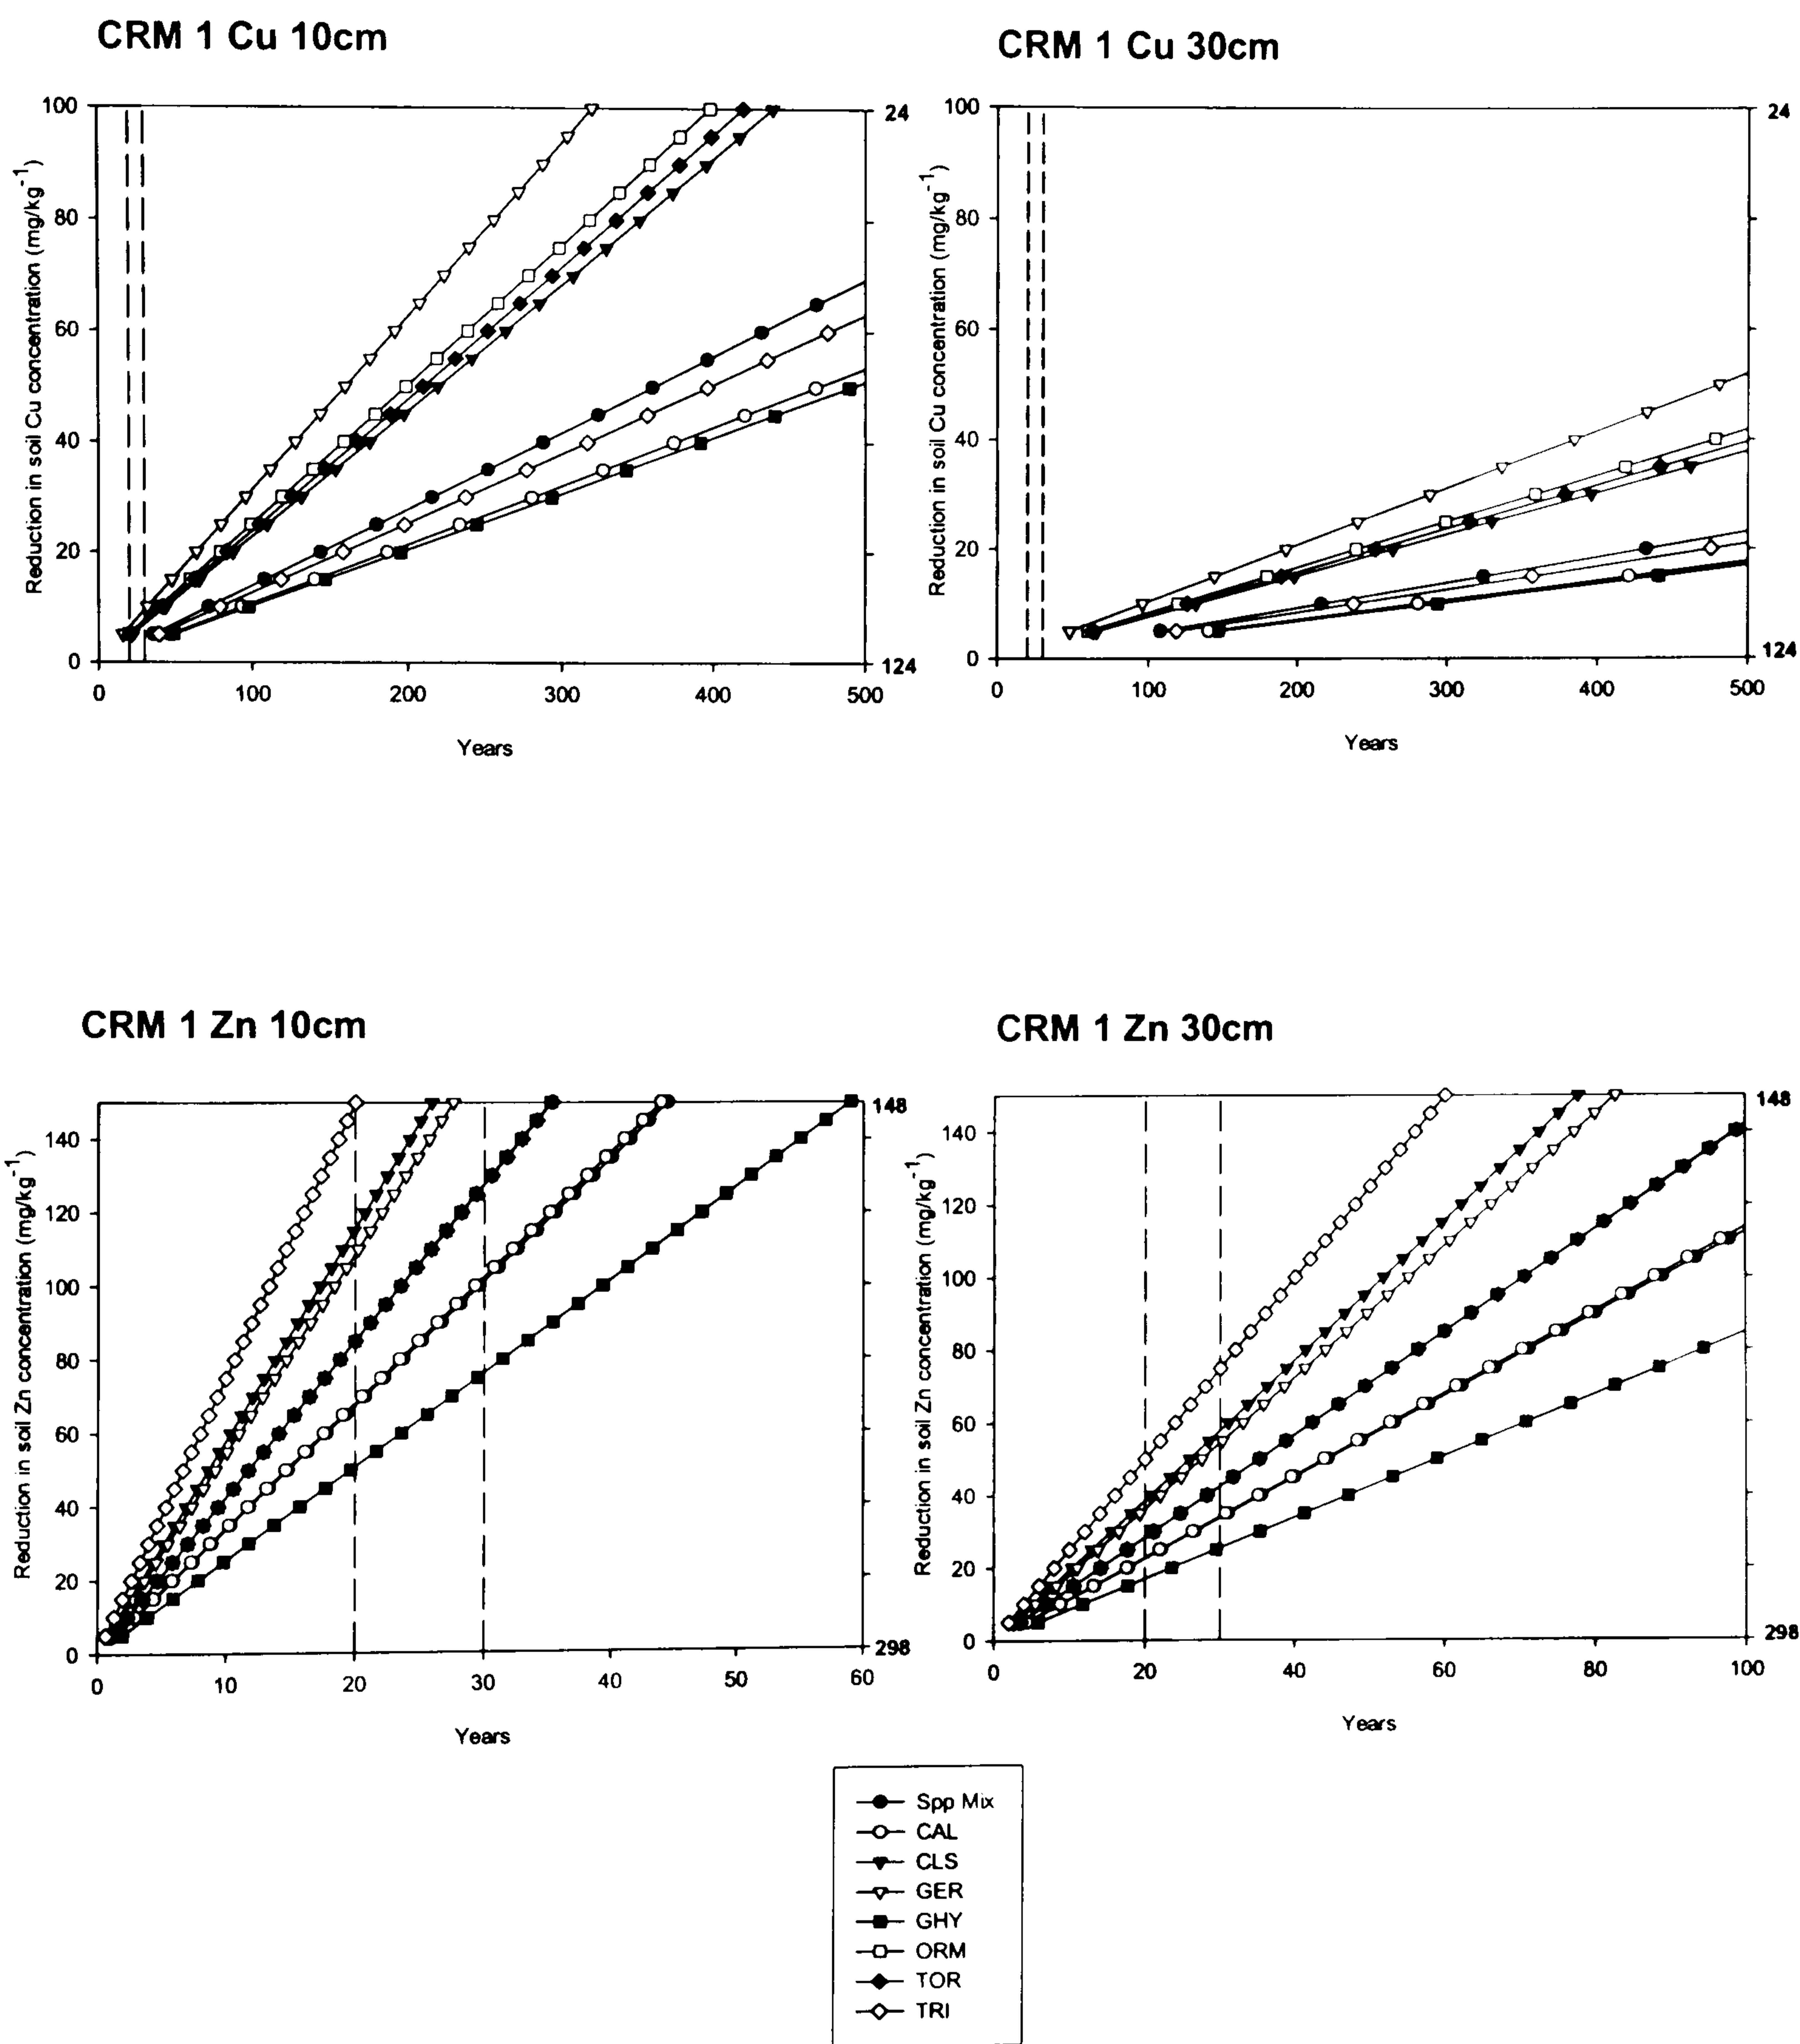 CRM 1 Cu 10cm
Reduction in soil Cu concentration (mg/kg⁻¹)
100
80
60
40
20
0
24
124
0 100 200 300 400 500
Years
CRM 1 Cu 30cm
Reduction in soil Cu concentration (mg/kg⁻¹)
100
80
60
40
20
0
24
124
0 100 200 300 400 500
Years
CRM 1 Zn 10cm
Reduction in soil Zn concentration (mg/kg⁻¹)
140
120
100
80
60
40
20
0
148
298
0 10 20 30 40 50 60
Years
CRM 1 Zn 30cm
Reduction in soil Zn concentration (mg/kg⁻¹)
140
120
100
80
60
40
20
0
148
298
0 20 40 60 80 100
Years
Spp Mix
CAL
CLS
GER
GHY
ORM
TOR
TRI